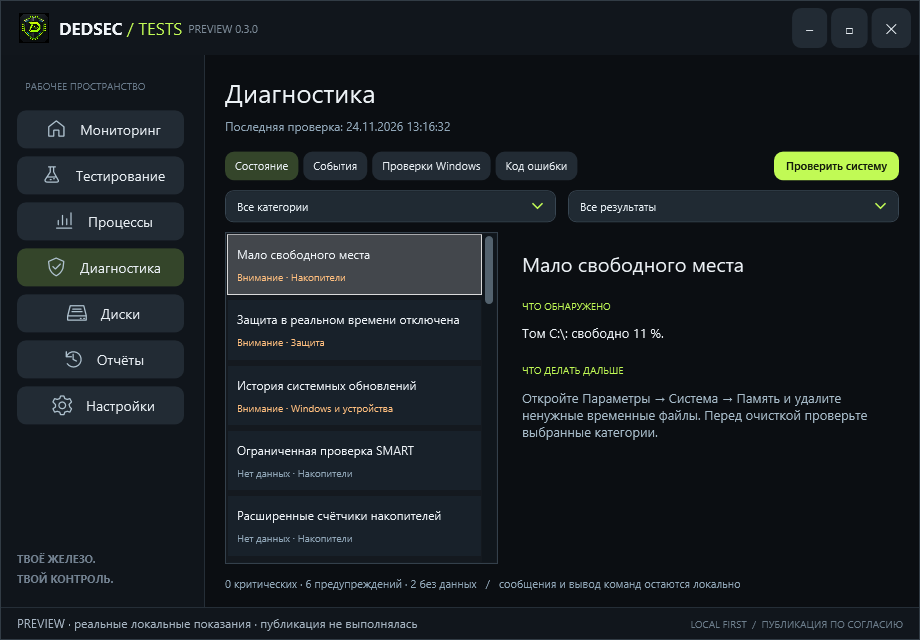 DEDSEC / TESTS PREVIEW 0.3.0
РАБОЧЕЕ ПРОСТРАНСТВО
Мониторинг
Тестирование
Процессы
Диагностика
Диски
Отчёты
Настройки
ТВОЁ ЖЕЛЕЗО.
ТВОЙ КОНТРОЛЬ.
Диагностика
Последняя проверка: 24.11.2026 13:16:32
Состояние События Проверки Windows Код ошибки Проверить систему
Все категории Все результаты
Мало свободного места
Внимание · Накопители
Защита в реальном времени отключена
Внимание · Защита
История системных обновлений
Внимание · Windows и устройства
Ограниченная проверка SMART
Нет данных · Накопители
Расширенные счётчики накопителей
Нет данных · Накопители
Мало свободного места
ЧТО ОБНАРУЖЕНО
Том C:\: свободно 11 %.
ЧТО ДЕЛАТЬ ДАЛЬШЕ
Откройте Параметры → Система → Память и удалите
ненужные временные файлы. Перед очисткой проверьте
выбранные категории.
0 критических · 6 предупреждений · 2 без данных / сообщения и вывод команд остаются локально
PREVIEW · реальные локальные показания · публикация не выполнялась
LOCAL FIRST / ПУБЛИКАЦИЯ ПО СОГЛАСИЮ